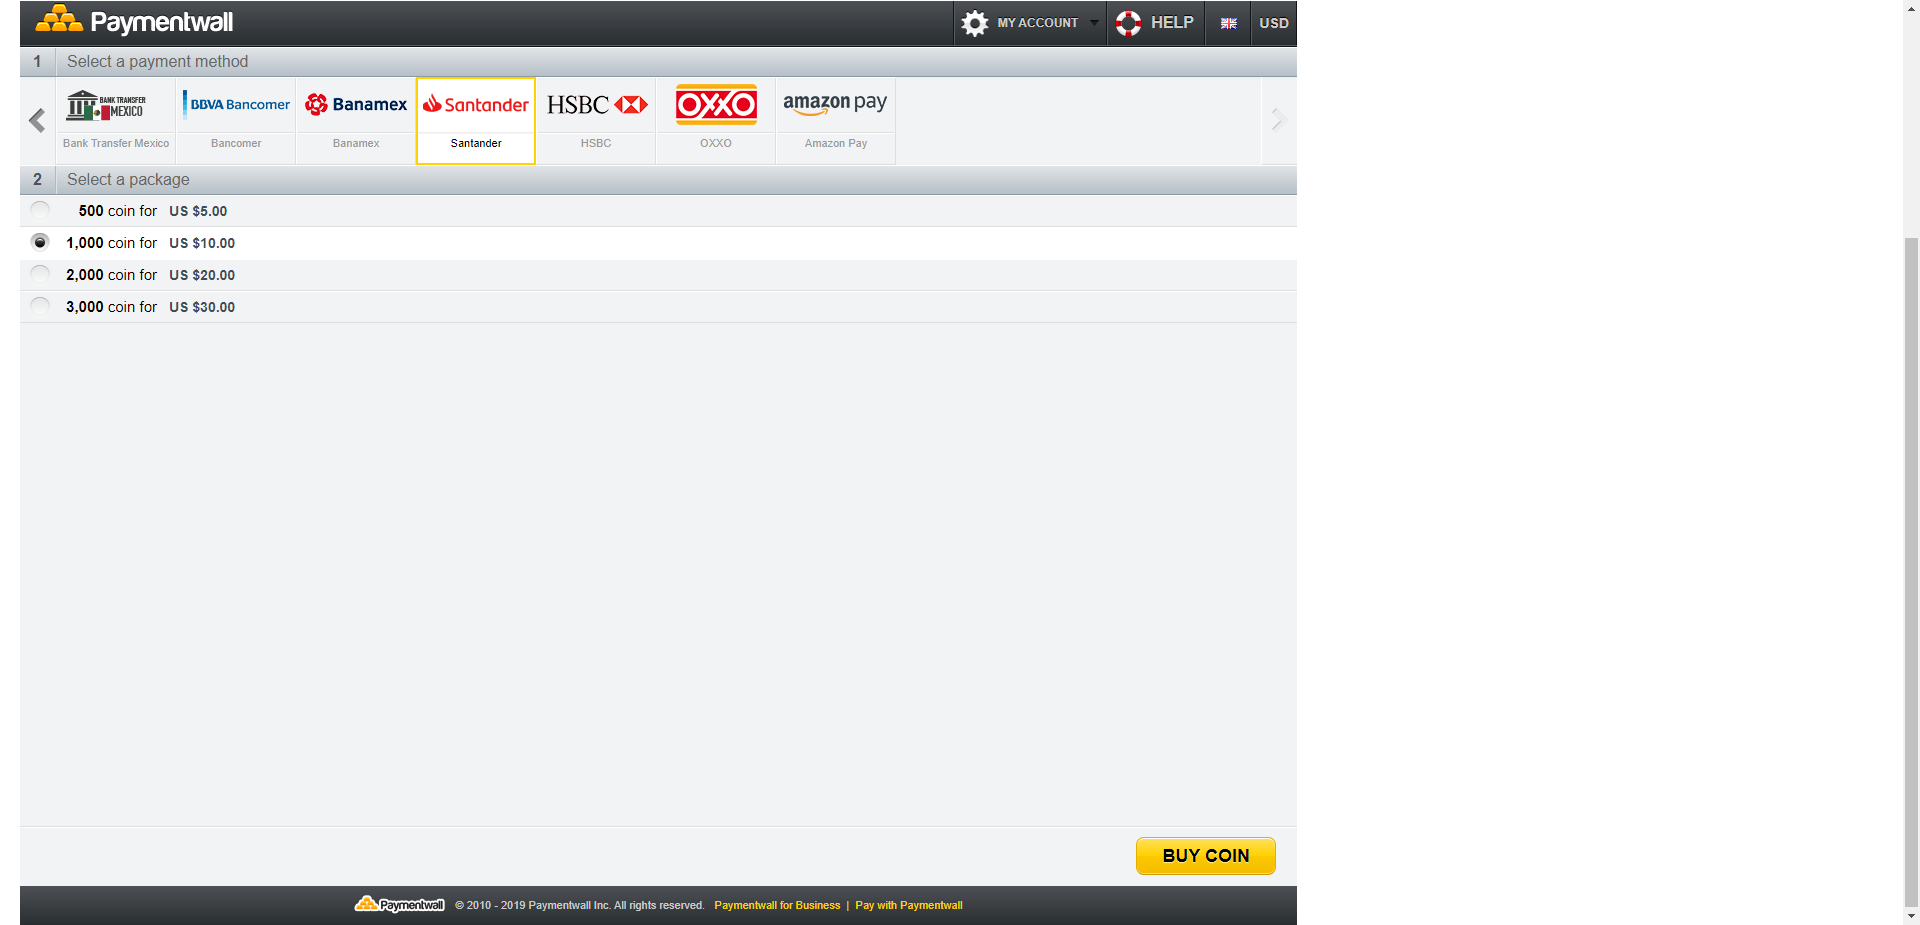 Paymentwall
MY ACCOUNT
HELP
USD
1 Select a payment method
BANK TRANSFER
MEXICO
BBVA Bancomer
Banamex
Santander
HSBC
OXXO
amazon pay
Bank Transfer Mexico
Bancomer
Banamex
Santander
HSBC
OXXO
Amazon Pay
2 Select a package
500 coin for US $5.00
1,000 coin for US $10.00
2,000 coin for US $20.00
3,000 coin for US $30.00
BUY COIN
Paymentwall © 2010 - 2019 Paymentwall Inc. All rights reserved. Paymentwall for Business | Pay with Paymentwall